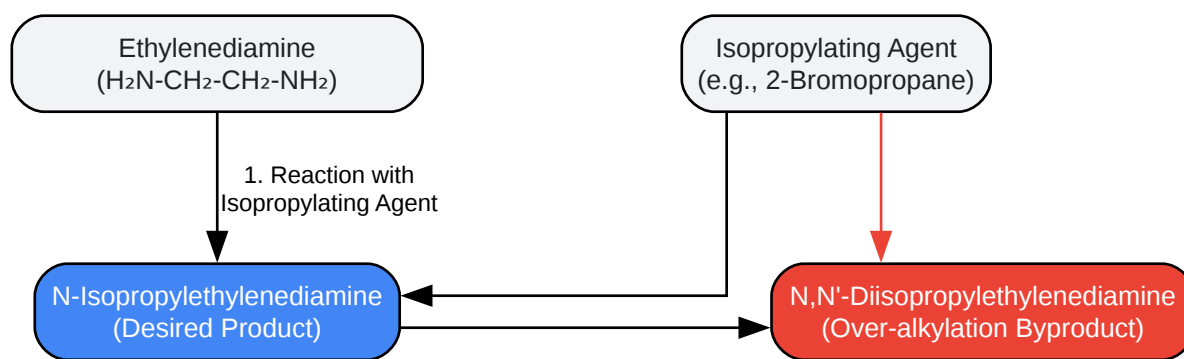 Ethylenediamine
(H₂N-CH₂-CH₂-NH₂)
Isopropylating Agent
(e.g., 2-Bromopropane)
1. Reaction with
Isopropylating Agent
N-Isopropylethylenediamine
(Desired Product)
N,N'-Diisopropylethylenediamine
(Over-alkylation Byproduct)